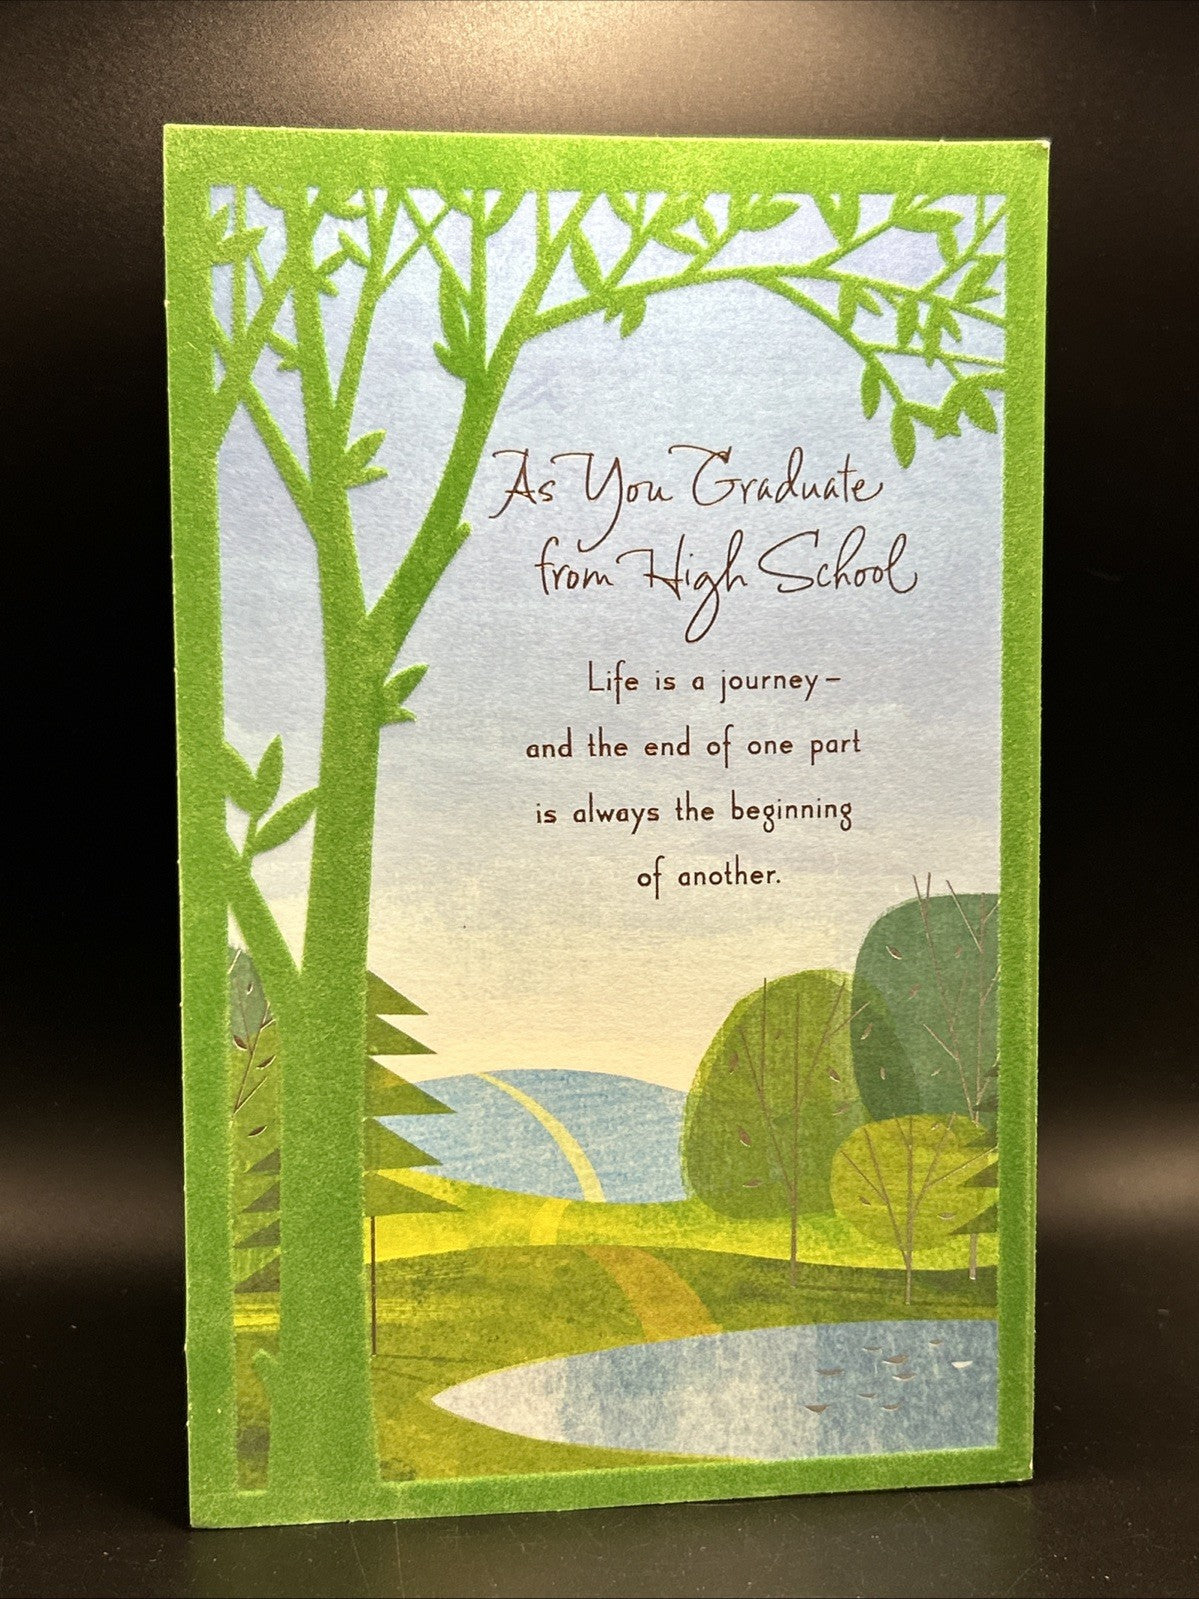 As You Graduate
from High School
Life is a journey–
and the end of one part
is always the beginning
of another.